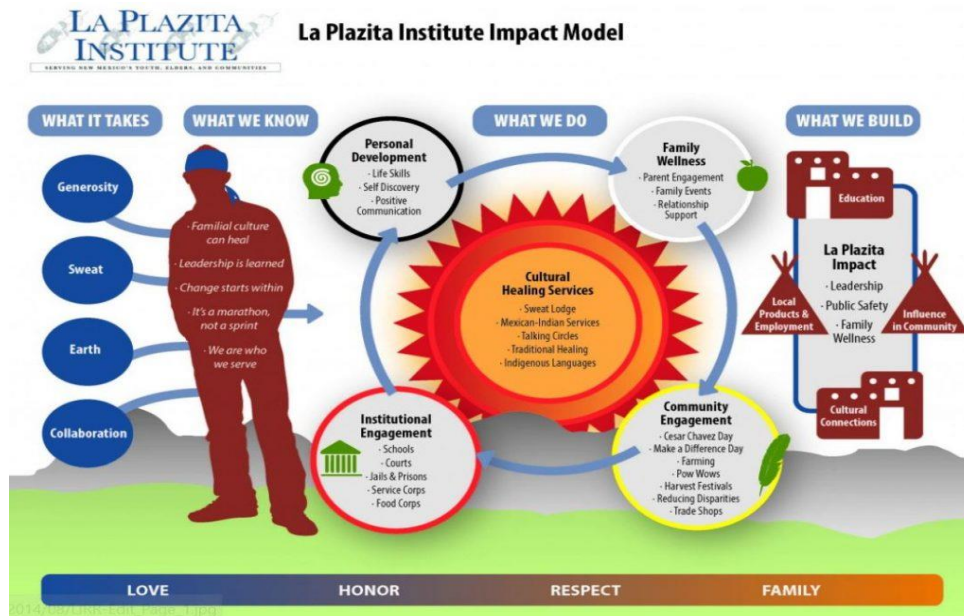 LA PLAZITA
INSTITUTE
SERVING NEW MEXICO'S YOUTH, ELDERS, AND COMMUNITIES
La Plazita Institute Impact Model
WHAT IT TAKES
Generosity
Sweat
Earth
Collaboration
WHAT WE KNOW
· Familial culture
can heal
· Leadership is learned
· Change starts within
· It's a marathon,
not a sprint
· We are who
we serve
WHAT WE DO
Personal
Development
· Life Skills
· Self Discovery
· Positive
Communication
Family
Wellness
· Parent Engagement
· Family Events
· Relationship
Support
Cultural
Healing Services
· Sweat Lodge
· Mexican-Indian Services
· Talking Circles
· Traditional Healing
· Indigenous Languages
Institutional
Engagement
· Schools
· Courts
· Jails & Prisons
· Service Corps
· Food Corps
Community
Engagement
· Cesar Chavez Day
· Make a Difference Day
· Farming
· Pow Wows
· Harvest Festivals
· Reducing Disparities
· Trade Shops
WHAT WE BUILD
Education
La Plazita
Impact
· Leadership
· Public Safety
· Family
Wellness
Local
Products &
Employment
Influence
in Community
Cultural
Connections
LOVE
HONOR
RESPECT
FAMILY